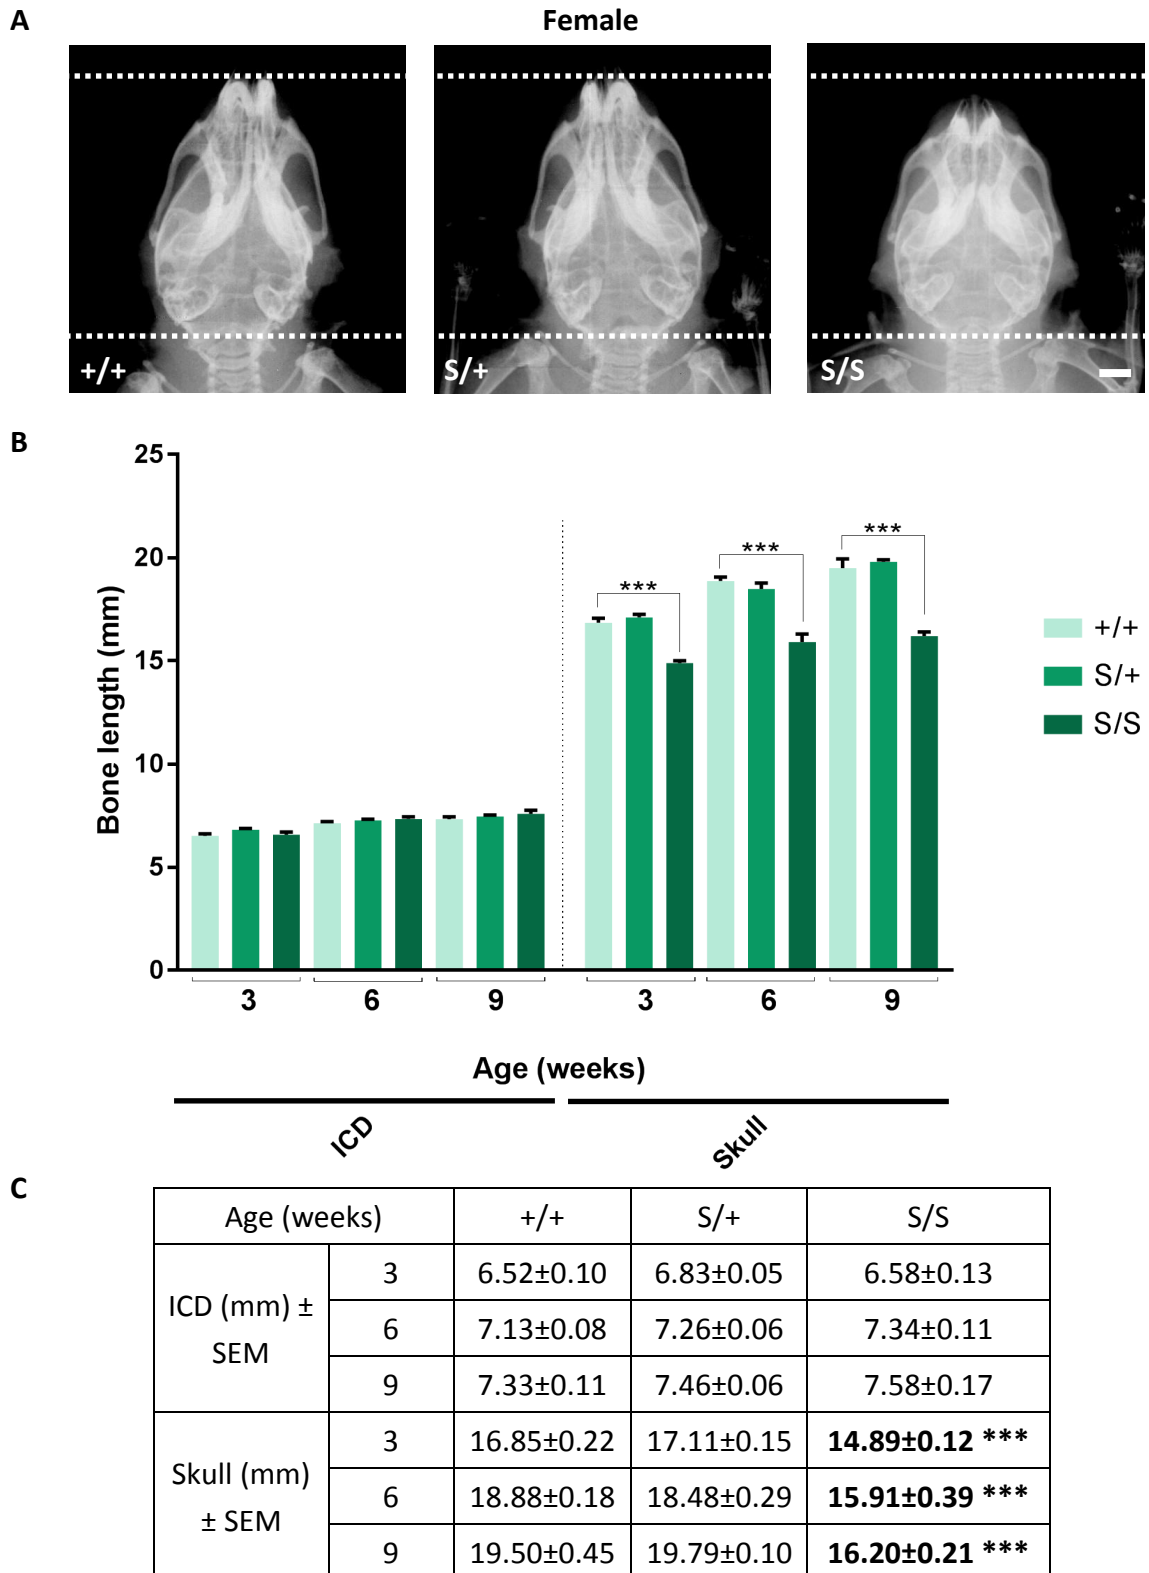 A
Female
+/+
S/+
S/S
B
Bone length (mm)
25
20
15
10
5
0
***
***
***
+/+
S/+
S/S
3 6 9 3 6 9
Age (weeks)
ICD Skull
C
Age (weeks) +/+ S/+ S/S
ICD (mm) ± SEM
3 6.52±0.10 6.83±0.05 6.58±0.13
6 7.13±0.08 7.26±0.06 7.34±0.11
9 7.33±0.11 7.46±0.06 7.58±0.17
Skull (mm) ± SEM
3 16.85±0.22 17.11±0.15 14.89±0.12 ***
6 18.88±0.18 18.48±0.29 15.91±0.39 ***
9 19.50±0.45 19.79±0.10 16.20±0.21 ***